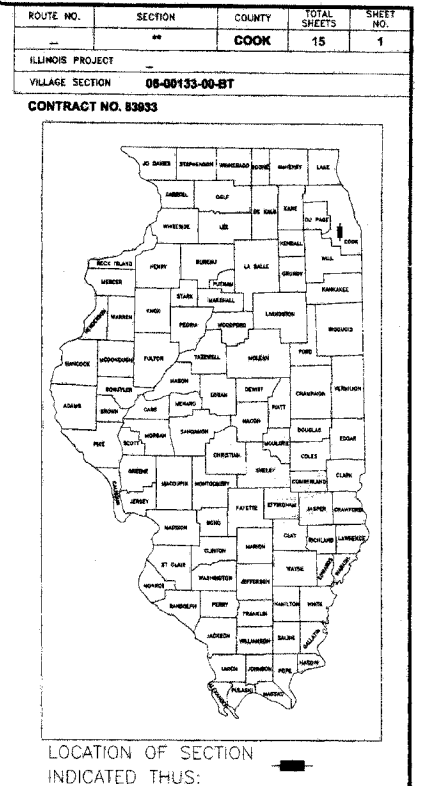 ROUTE NO. SECTION COUNTY TOTAL SHEETS SHEET NO.
— ** COOK 15 1
ILLINOIS PROJECT —
VILLAGE SECTION 06-00133-00-BT
CONTRACT NO. 83933
JO DAVIES STEPHENSON WINNEBAGO BOONE McHENRY LAKE
CARROLL OGLE DE KALB KANE DU PAGE COOK
WHITESIDE LEE KENDALL WILL
ROCK ISLAND HENRY BUREAU LA SALLE GRUNDY
MERCER PUTNAM KANKAKEE
STARK MARSHALL LIVINGSTON
HENDERSON WARREN KNOX PEORIA WOODFORD IROQUOIS
HANCOCK McDONOUGH FULTON TAZEWELL McLEAN FORD
SCHUYLER MASON LOGAN DEWITT CHAMPAIGN VERMILION
ADAMS BROWN CASS MENARD MACON PIATT
PIKE SCOTT MORGAN SANGAMON MOULTRIE DOUGLAS EDGAR
CHRISTIAN SHELBY COLES
GREENE MACOUPIN MONTGOMERY CUMBERLAND CLARK
CALHOUN JERSEY FAYETTE EFFINGHAM JASPER CRAWFORD
MADISON BOND CLAY RICHLAND LAWRENCE
CLINTON MARION WAYNE EDWARDS WABASH
ST CLAIR WASHINGTON JEFFERSON
MONROE RANDOLPH PERRY HAMILTON WHITE
FRANKLIN
JACKSON WILLIAMSON SALINE GALLATIN
UNION JOHNSON POPE HARDIN
ALEXANDER PULASKI MASSAC
LOCATION OF SECTION
INDICATED THUS: